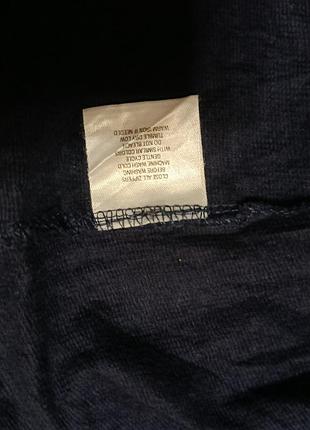 CLOSE ALL ZIPPERS
BEFORE WASHING
MACHINE WASH COLD
GENTLE CYCLE
WITH SIMILAR COLORS
DO NOT BLEACH
TUMBLE DRY LOW
WARM IRON IF NEEDED